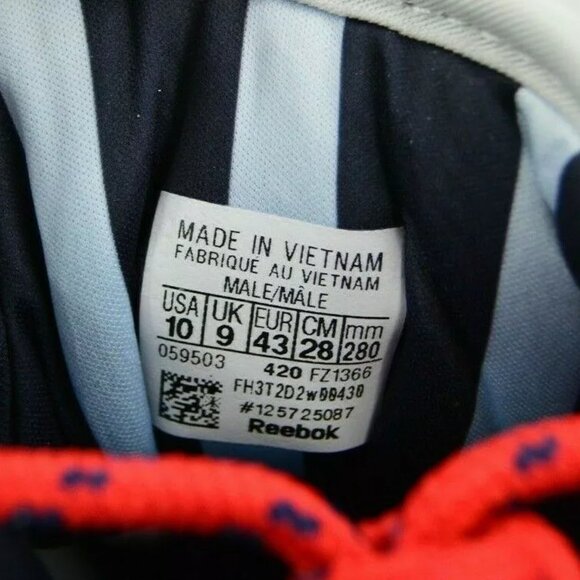 MADE IN VIETNAM
FABRIQUÉ AU VIETNAM
MALE/MÂLE
USA UK EUR CM mm
10 9 43 28 280
059503 420 FZ1366
FH3T2D2w00430
#125725087
Reebok